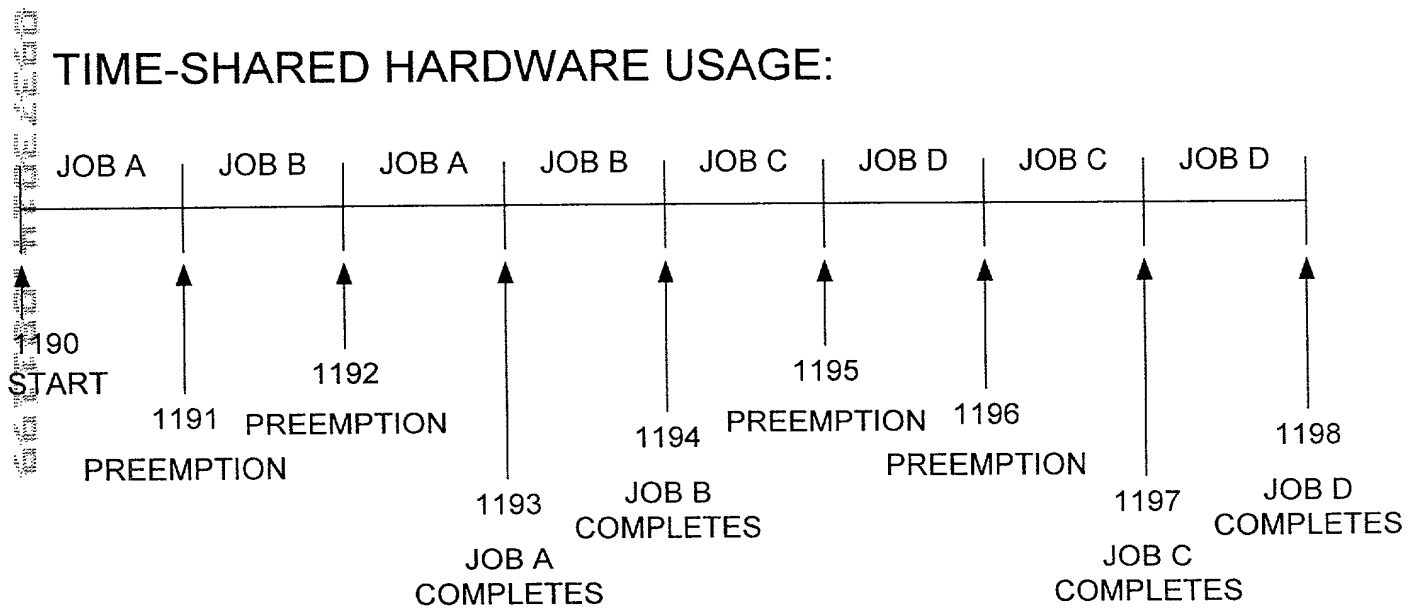 TIME-SHARED HARDWARE USAGE:
JOB A JOB B JOB A JOB B JOB C JOB D JOB C JOB D
1190
START
1191
PREEMPTION
1192
PREEMPTION
1193
JOB A
COMPLETES
1194
JOB B
COMPLETES
1195
PREEMPTION
1196
PREEMPTION
1197
JOB C
COMPLETES
1198
JOB D
COMPLETES